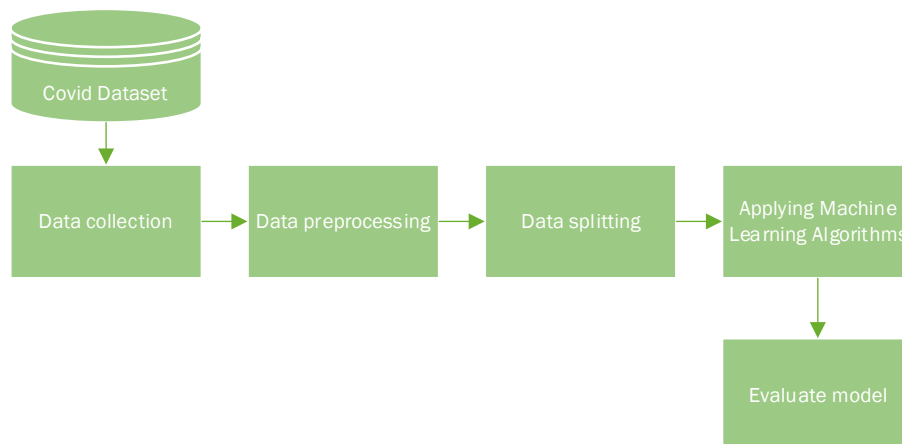 Covid Dataset
Data collection
Data preprocessing
Data splitting
Applying Machine
Learning Algorithms
Evaluate model